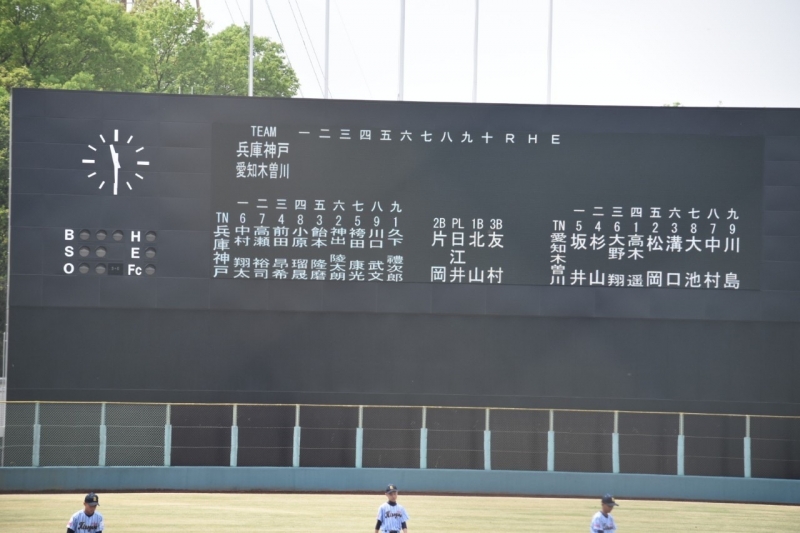 TEAM 一二三四五六七八九十RHE
兵庫神戸
愛知木曽川
B H
S E
O Fc
一二三四五六七八九
TN 6 7 4 8 3 2 5 9 1
兵庫神戸
中村 翔太
高瀬 裕司
前田 昂希
小原 瑠晟
飴本 隆磨
神出 陵太朗
袴田 康光
川口 武文
久下 禮次郎
2B PL 1B 3B
片岡
日江井
北山
友村
一二三四五六七八九
TN 5 4 6 1 2 3 8 7 9
愛知木曽川
坂井
杉山
大野 翔
高木 遥
松岡
溝口
大池
中村
川島